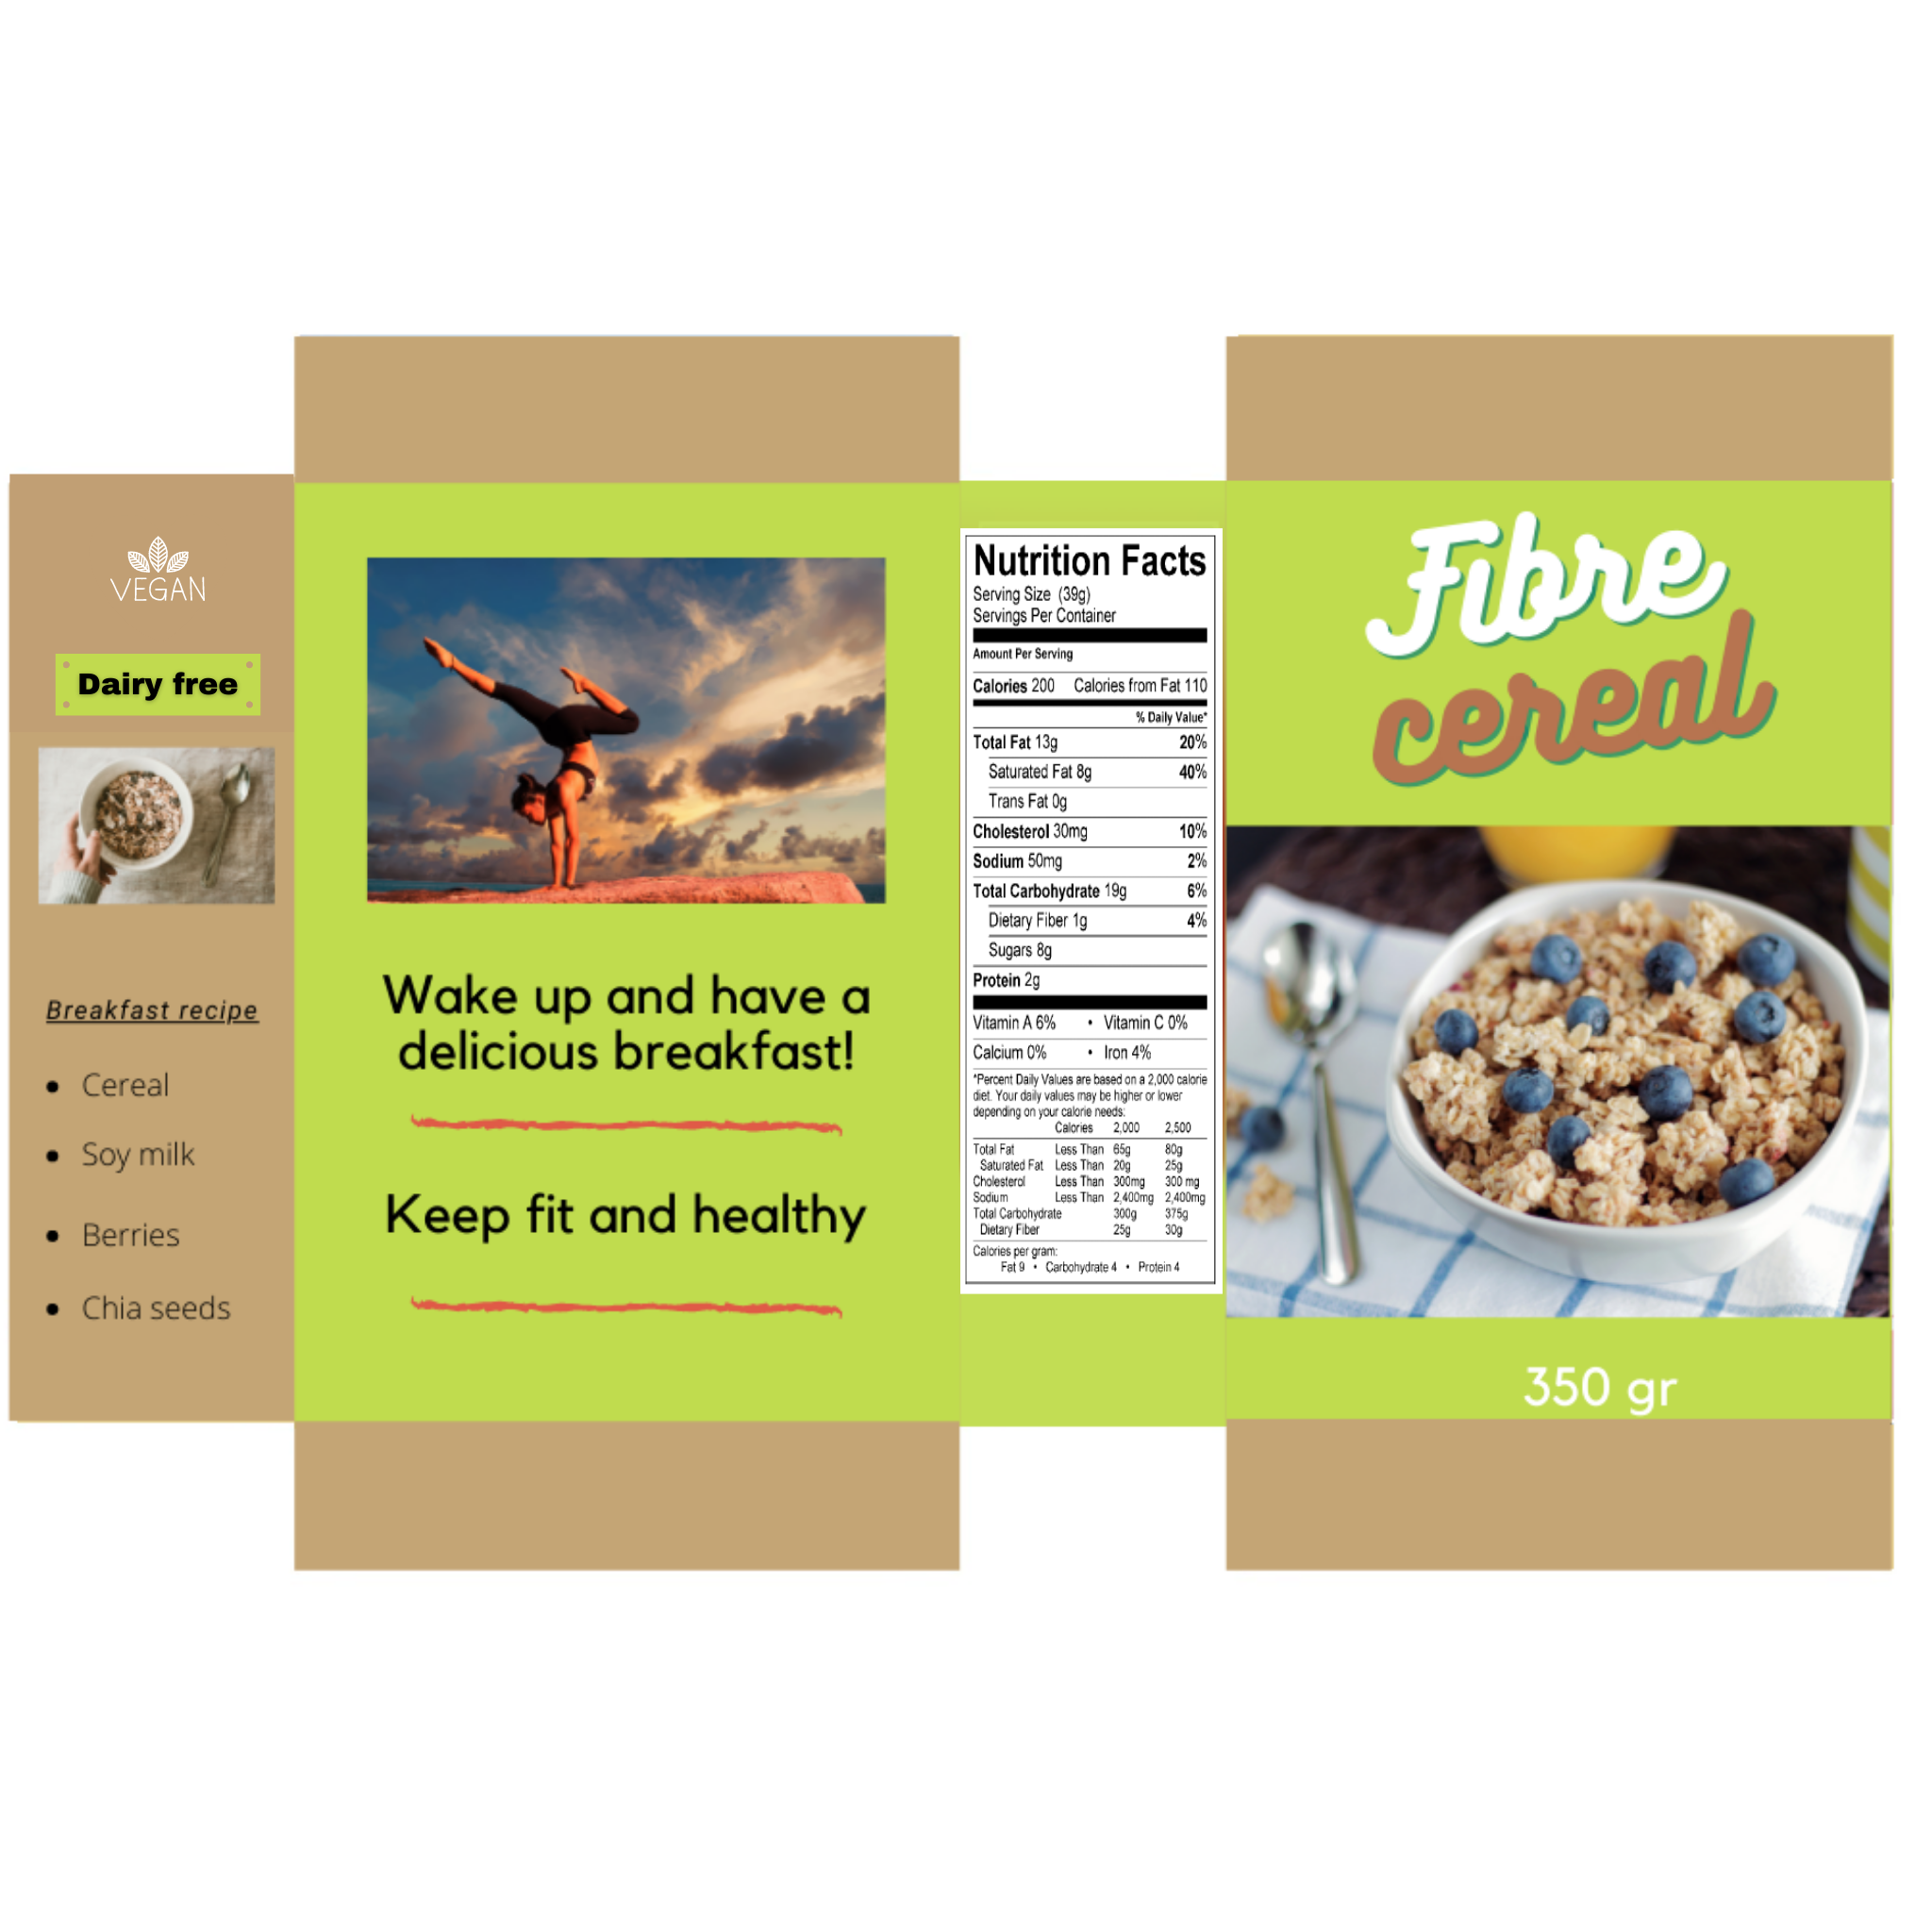 VEGAN
Dairy free
Breakfast recipe
• Cereal
• Soy milk
• Berries
• Chia seeds
Wake up and have a
delicious breakfast!
Keep fit and healthy
Nutrition Facts
Serving Size (39g)
Servings Per Container
Amount Per Serving
Calories 200 Calories from Fat 110
% Daily Value*
Total Fat 13g 20%
Saturated Fat 8g 40%
Trans Fat 0g
Cholesterol 30mg 10%
Sodium 50mg 2%
Total Carbohydrate 19g 6%
Dietary Fiber 1g 4%
Sugars 8g
Protein 2g
Vitamin A 6% • Vitamin C 0%
Calcium 0% • Iron 4%
*Percent Daily Values are based on a 2,000 calorie
diet. Your daily values may be higher or lower
depending on your calorie needs:
Calories 2,000 2,500
Total Fat Less Than 65g 80g
Saturated Fat Less Than 20g 25g
Cholesterol Less Than 300mg 300 mg
Sodium Less Than 2,400mg 2,400mg
Total Carbohydrate 300g 375g
Dietary Fiber 25g 30g
Calories per gram:
Fat 9 • Carbohydrate 4 • Protein 4
Fibre
cereal
350 gr